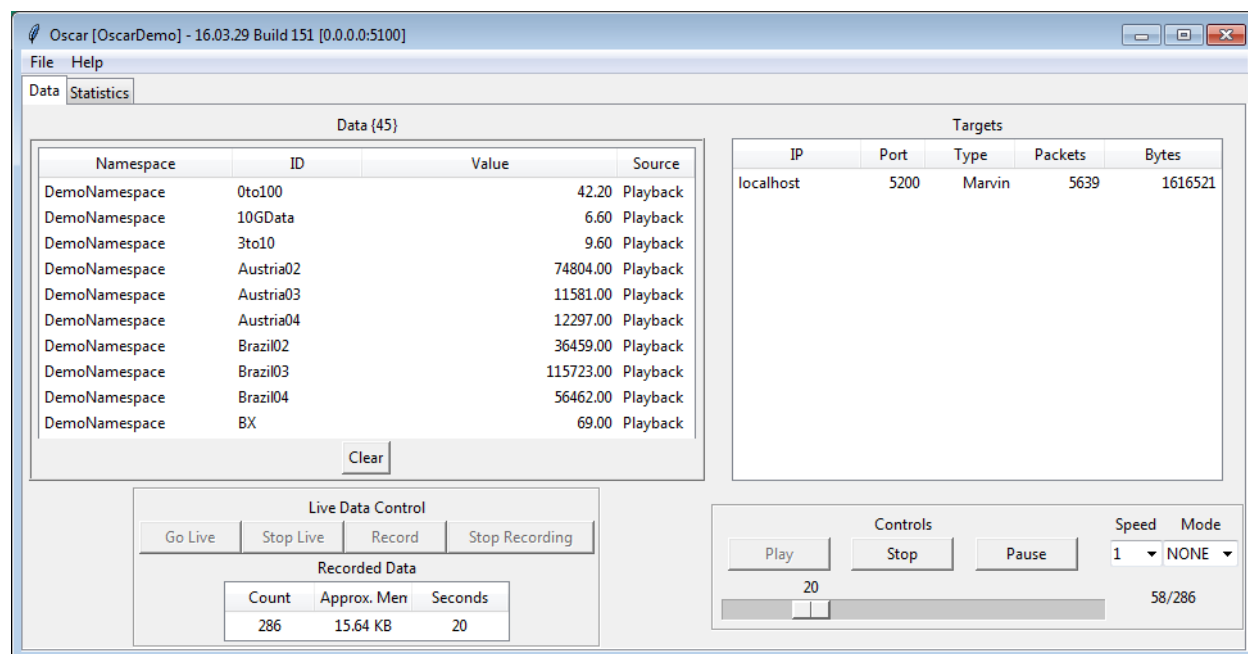 Oscar [OscarDemo] - 16.03.29 Build 151 [0.0.0.0:5100]
File Help
Data Statistics
Data {45}
Namespace ID Value Source
DemoNamespace 0to100 42.20 Playback
DemoNamespace 10GData 6.60 Playback
DemoNamespace 3to10 9.60 Playback
DemoNamespace Austria02 74804.00 Playback
DemoNamespace Austria03 11581.00 Playback
DemoNamespace Austria04 12297.00 Playback
DemoNamespace Brazil02 36459.00 Playback
DemoNamespace Brazil03 115723.00 Playback
DemoNamespace Brazil04 56462.00 Playback
DemoNamespace BX 69.00 Playback
Clear
Targets
IP Port Type Packets Bytes
localhost 5200 Marvin 5639 1616521
Live Data Control
Go Live Stop Live Record Stop Recording
Recorded Data
Count Approx. Men Seconds
286 15.64 KB 20
Controls Speed Mode
Play Stop Pause 1 NONE
20
58/286